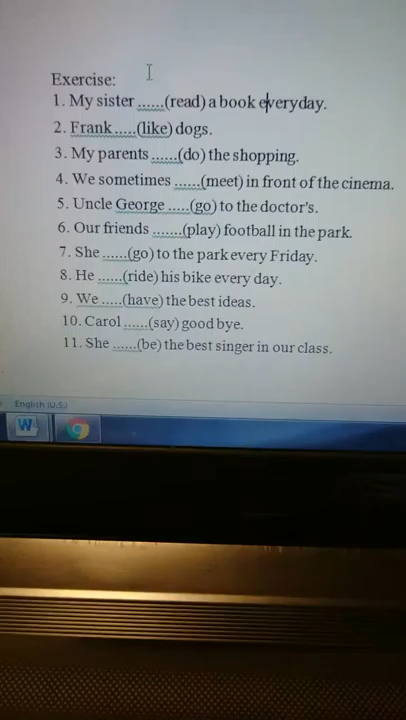 Exercise:
1. My sister ......(read) a book everyday.
2. Frank.....(like) dogs.
3. My parents ......(do) the shopping.
4. We sometimes ......(meet) in front of the cinema.
5. Uncle George .....(go) to the doctor's.
6. Our friends .......(play) football in the park.
7. She ......(go) to the park every Friday.
8. He ......(ride) his bike every day.
9. We .....(have) the best ideas.
10. Carol ......(say) good bye.
11. She ......(be) the best singer in our class.
English (U.S.)
W